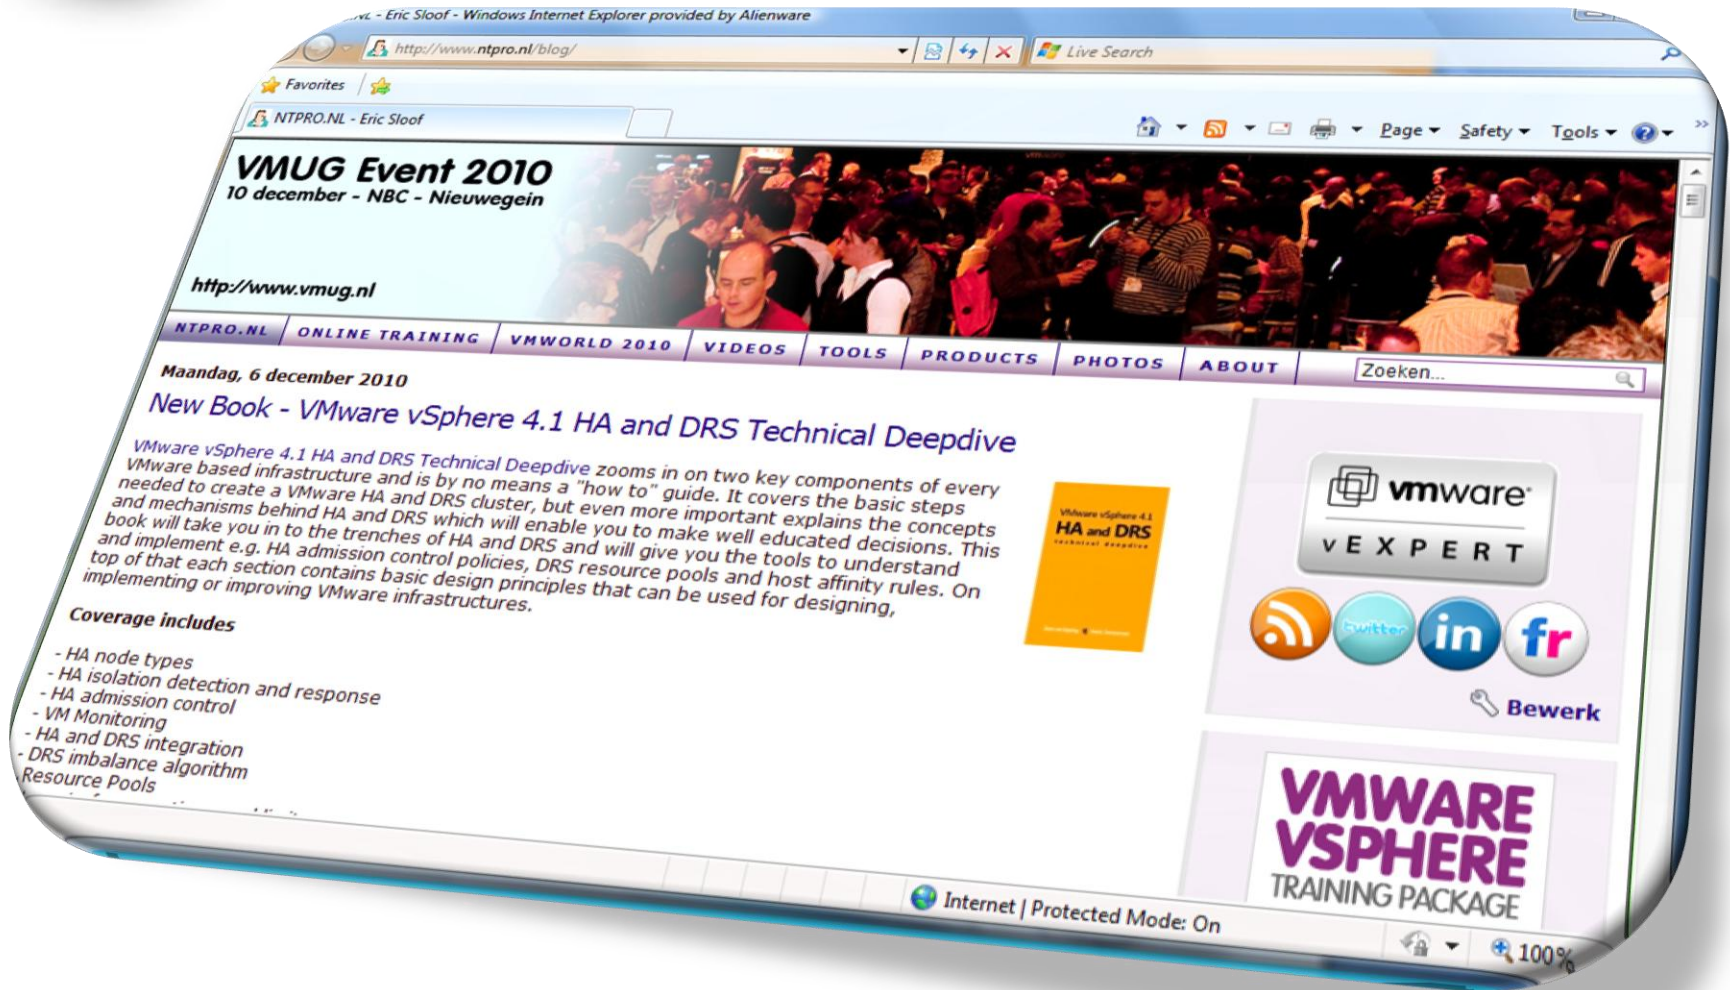 NL - Eric Sloof - Windows Internet Explorer provided by Alienware
http://www.ntpro.nl/blog/
Live Search
Favorites
NTPRO.NL - Eric Sloof
Page
Safety
Tools
VMUG Event 2010
10 december - NBC - Nieuwegein
http://www.vmug.nl
NTPRO.NL
ONLINE TRAINING
VMWORLD 2010
VIDEOS
TOOLS
PRODUCTS
PHOTOS
ABOUT
Zoeken...
Maandag, 6 december 2010
New Book - VMware vSphere 4.1 HA and DRS Technical Deepdive
VMware vSphere 4.1 HA and DRS Technical Deepdive zooms in on two key components of every
VMware based infrastructure and is by no means a "how to" guide. It covers the basic steps
needed to create a VMware HA and DRS cluster, but even more important explains the concepts
and mechanisms behind HA and DRS which will enable you to make well educated decisions. This
book will take you in to the trenches of HA and DRS and will give you the tools to understand
and implement e.g. HA admission control policies, DRS resource pools and host affinity rules. On
top of that each section contains basic design principles that can be used for designing,
implementing or improving VMware infrastructures.
VMware vSphere 4.1
HA and DRS
technical deepdive
Coverage includes
- HA node types
- HA isolation detection and response
- HA admission control
- VM Monitoring
- HA and DRS integration
- DRS imbalance algorithm
Resource Pools
vmware
vEXPERT
twitter
in
fr
Bewerk
VMWARE
VSPHERE
TRAINING PACKAGE
Internet | Protected Mode: On
100%